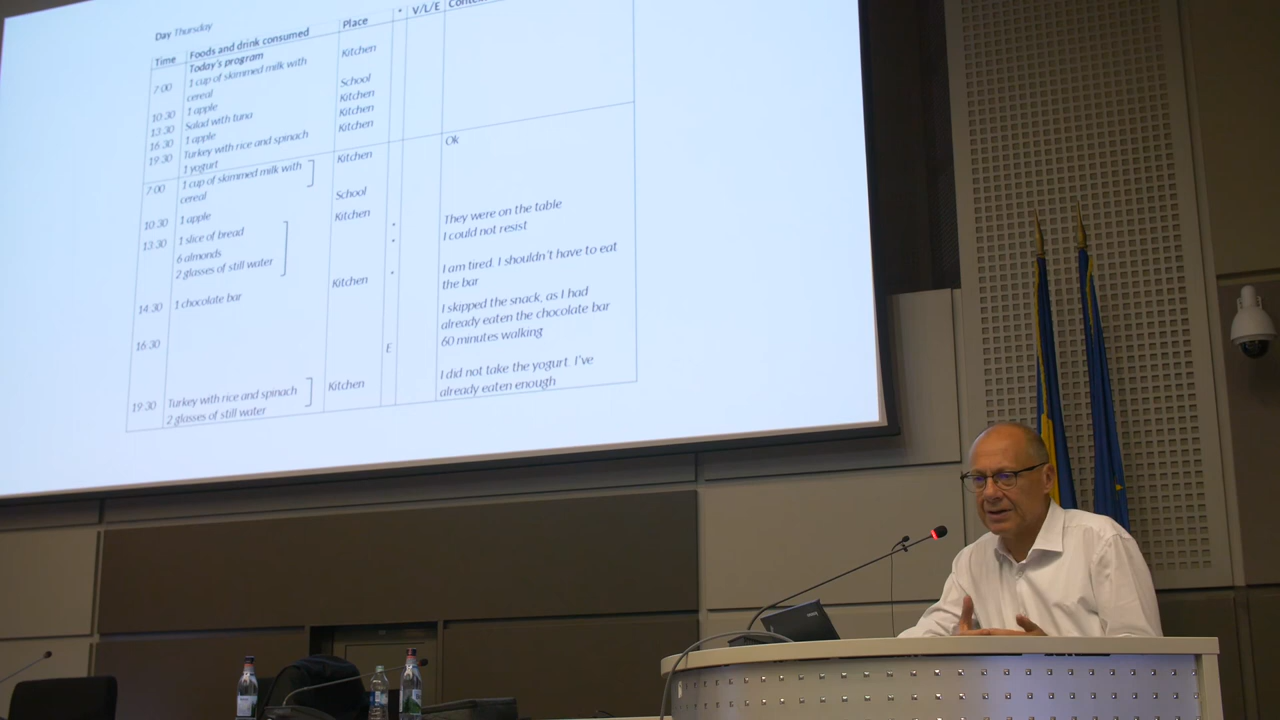 Day Thursday
Time Foods and drink consumed Place * V/L/E
Today's program
7:00 1 cup of skimmed milk with Kitchen
cereal
10:30 1 apple School
13:30 Salad with tuna Kitchen
16:30 1 apple Kitchen
19:30 Turkey with rice and spinach Kitchen
1 yogurt
7:00 1 cup of skimmed milk with Kitchen Ok
cereal
10:30 1 apple School
13:30 1 slice of bread Kitchen * They were on the table
6 almonds * I could not resist
2 glasses of still water
14:30 1 chocolate bar Kitchen * I am tired. I shouldn't have to eat
the bar
16:30 I skipped the snack, as I had
already eaten the chocolate bar
E 60 minutes walking
19:30 Turkey with rice and spinach Kitchen I did not take the yogurt. I've
2 glasses of still water already eaten enough